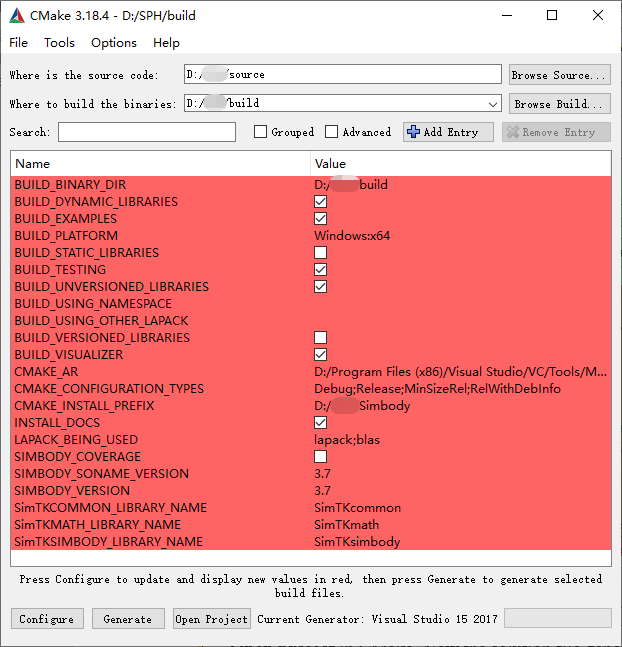 CMake 3.18.4 - D:/SPH/build
File Tools Options Help
Where is the source code: D:/ /source Browse Source...
Where to build the binaries: D:/ /build Browse Build...
Search: Grouped Advanced Add Entry Remove Entry
Name Value
BUILD_BINARY_DIR D:/ build
BUILD_DYNAMIC_LIBRARIES
BUILD_EXAMPLES
BUILD_PLATFORM Windows:x64
BUILD_STATIC_LIBRARIES
BUILD_TESTING
BUILD_UNVERSIONED_LIBRARIES
BUILD_USING_NAMESPACE
BUILD_USING_OTHER_LAPACK
BUILD_VERSIONED_LIBRARIES
BUILD_VISUALIZER
CMAKE_AR D:/Program Files (x86)/Visual Studio/VC/Tools/M...
CMAKE_CONFIGURATION_TYPES Debug;Release;MinSizeRel;RelWithDebInfo
CMAKE_INSTALL_PREFIX D:/ Simbody
INSTALL_DOCS
LAPACK_BEING_USED lapack;blas
SIMBODY_COVERAGE
SIMBODY_SONAME_VERSION 3.7
SIMBODY_VERSION 3.7
SimTKCOMMON_LIBRARY_NAME SimTKcommon
SimTKMATH_LIBRARY_NAME SimTKmath
SimTKSIMBODY_LIBRARY_NAME SimTKsimbody
Press Configure to update and display new values in red, then press Generate to generate selected
build files.
Configure Generate Open Project Current Generator: Visual Studio 15 2017